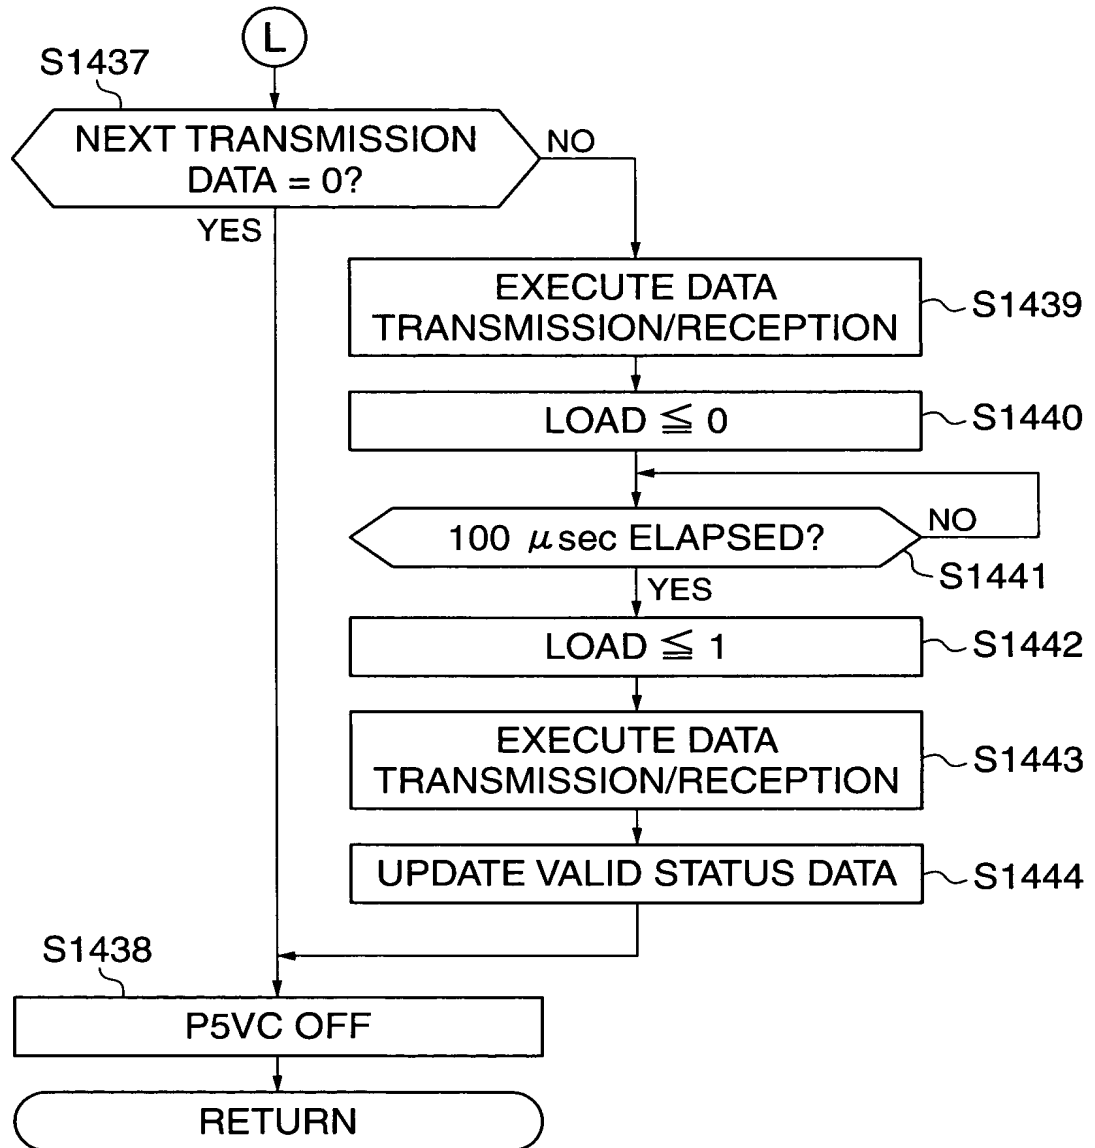 L
S1437
NEXT TRANSMISSION
DATA = 0?
NO
YES
EXECUTE DATA
TRANSMISSION/RECEPTION
S1439
LOAD ≦ 0
S1440
100 μsec ELAPSED?
NO
S1441
YES
LOAD ≦ 1
S1442
EXECUTE DATA
TRANSMISSION/RECEPTION
S1443
UPDATE VALID STATUS DATA
S1444
S1438
P5VC OFF
RETURN